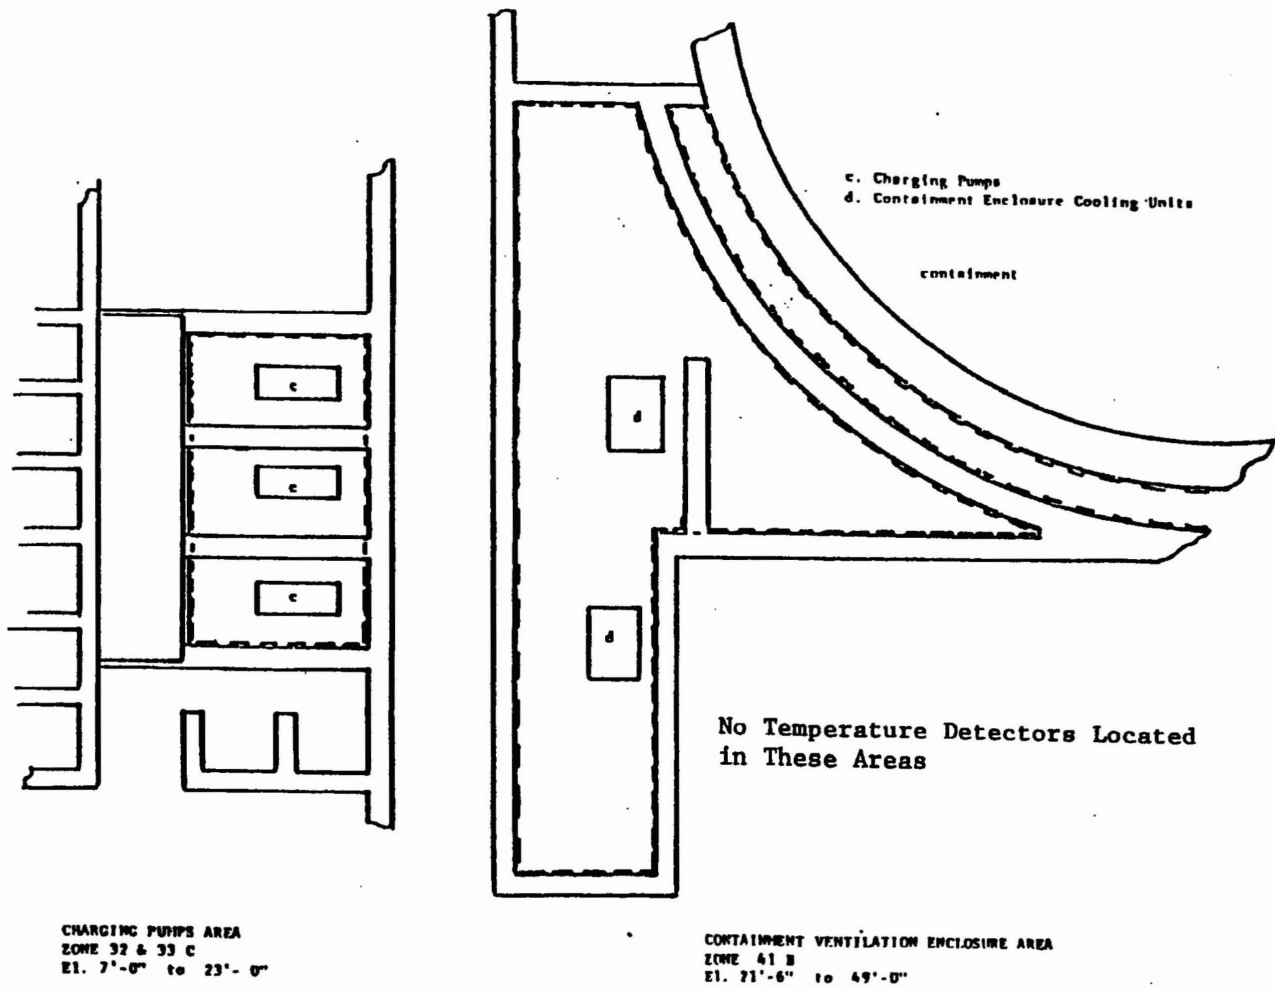 c. Charging Pumps
d. Containment Enclosure Cooling Units
containment
c
c
c
d
d
No Temperature Detectors Located
in These Areas
CHARGING PUMPS AREA
ZONE 32 & 33 C
El. 7'-0" to 23'- 0"
CONTAINMENT VENTILATION ENCLOSURE AREA
ZONE 41
El. 21'-6" to 49'-0"